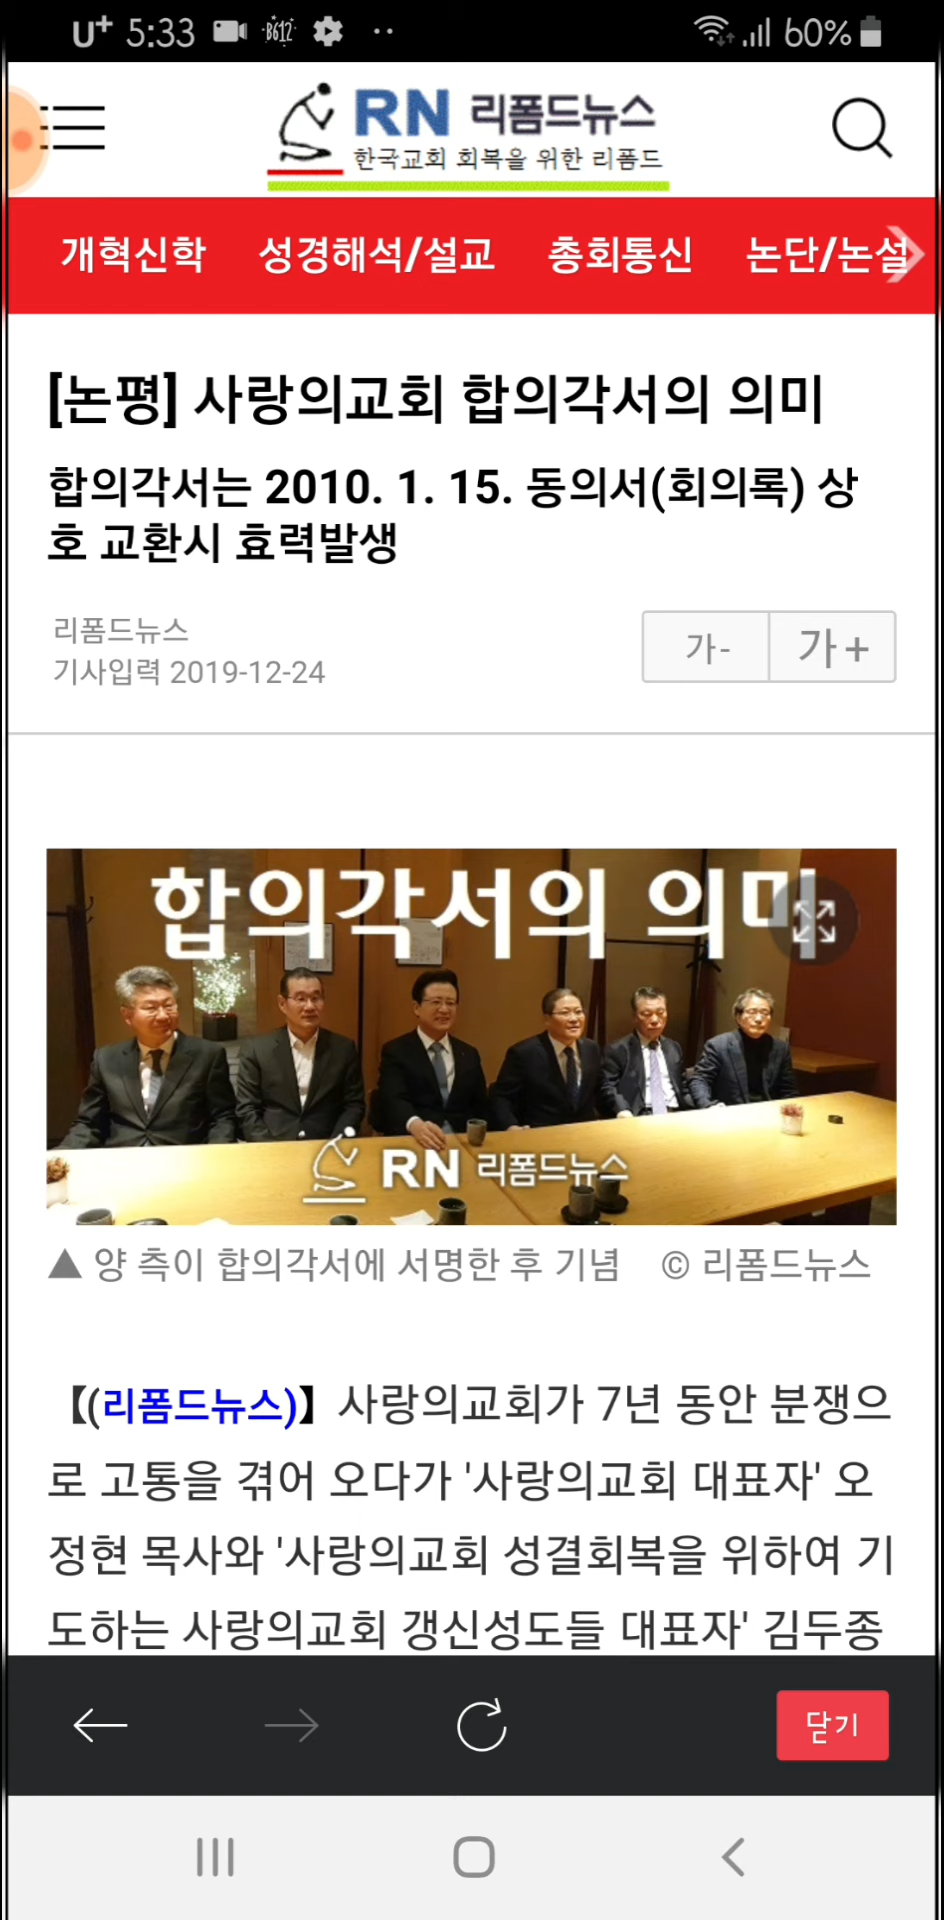 U+ 5:33 B612 60%
RN 리폼드뉴스
한국교회 회복을 위한 리폼드
개혁신학 성경해석/설교 총회통신 논단/논설
[논평] 사랑의교회 합의각서의 의미
합의각서는 2010. 1. 15. 동의서(회의록) 상
호 교환시 효력발생
리폼드뉴스
기사입력 2019-12-24
가- 가+
합의각서의 의미
RN 리폼드뉴스
▲ 양 측이 합의각서에 서명한 후 기념 © 리폼드뉴스
【(리폼드뉴스)】사랑의교회가 7년 동안 분쟁으
로 고통을 겪어 오다가 '사랑의교회 대표자' 오
정현 목사와 '사랑의교회 성결회복을 위하여 기
도하는 사랑의교회 갱신성도들 대표자' 김두종
닫기